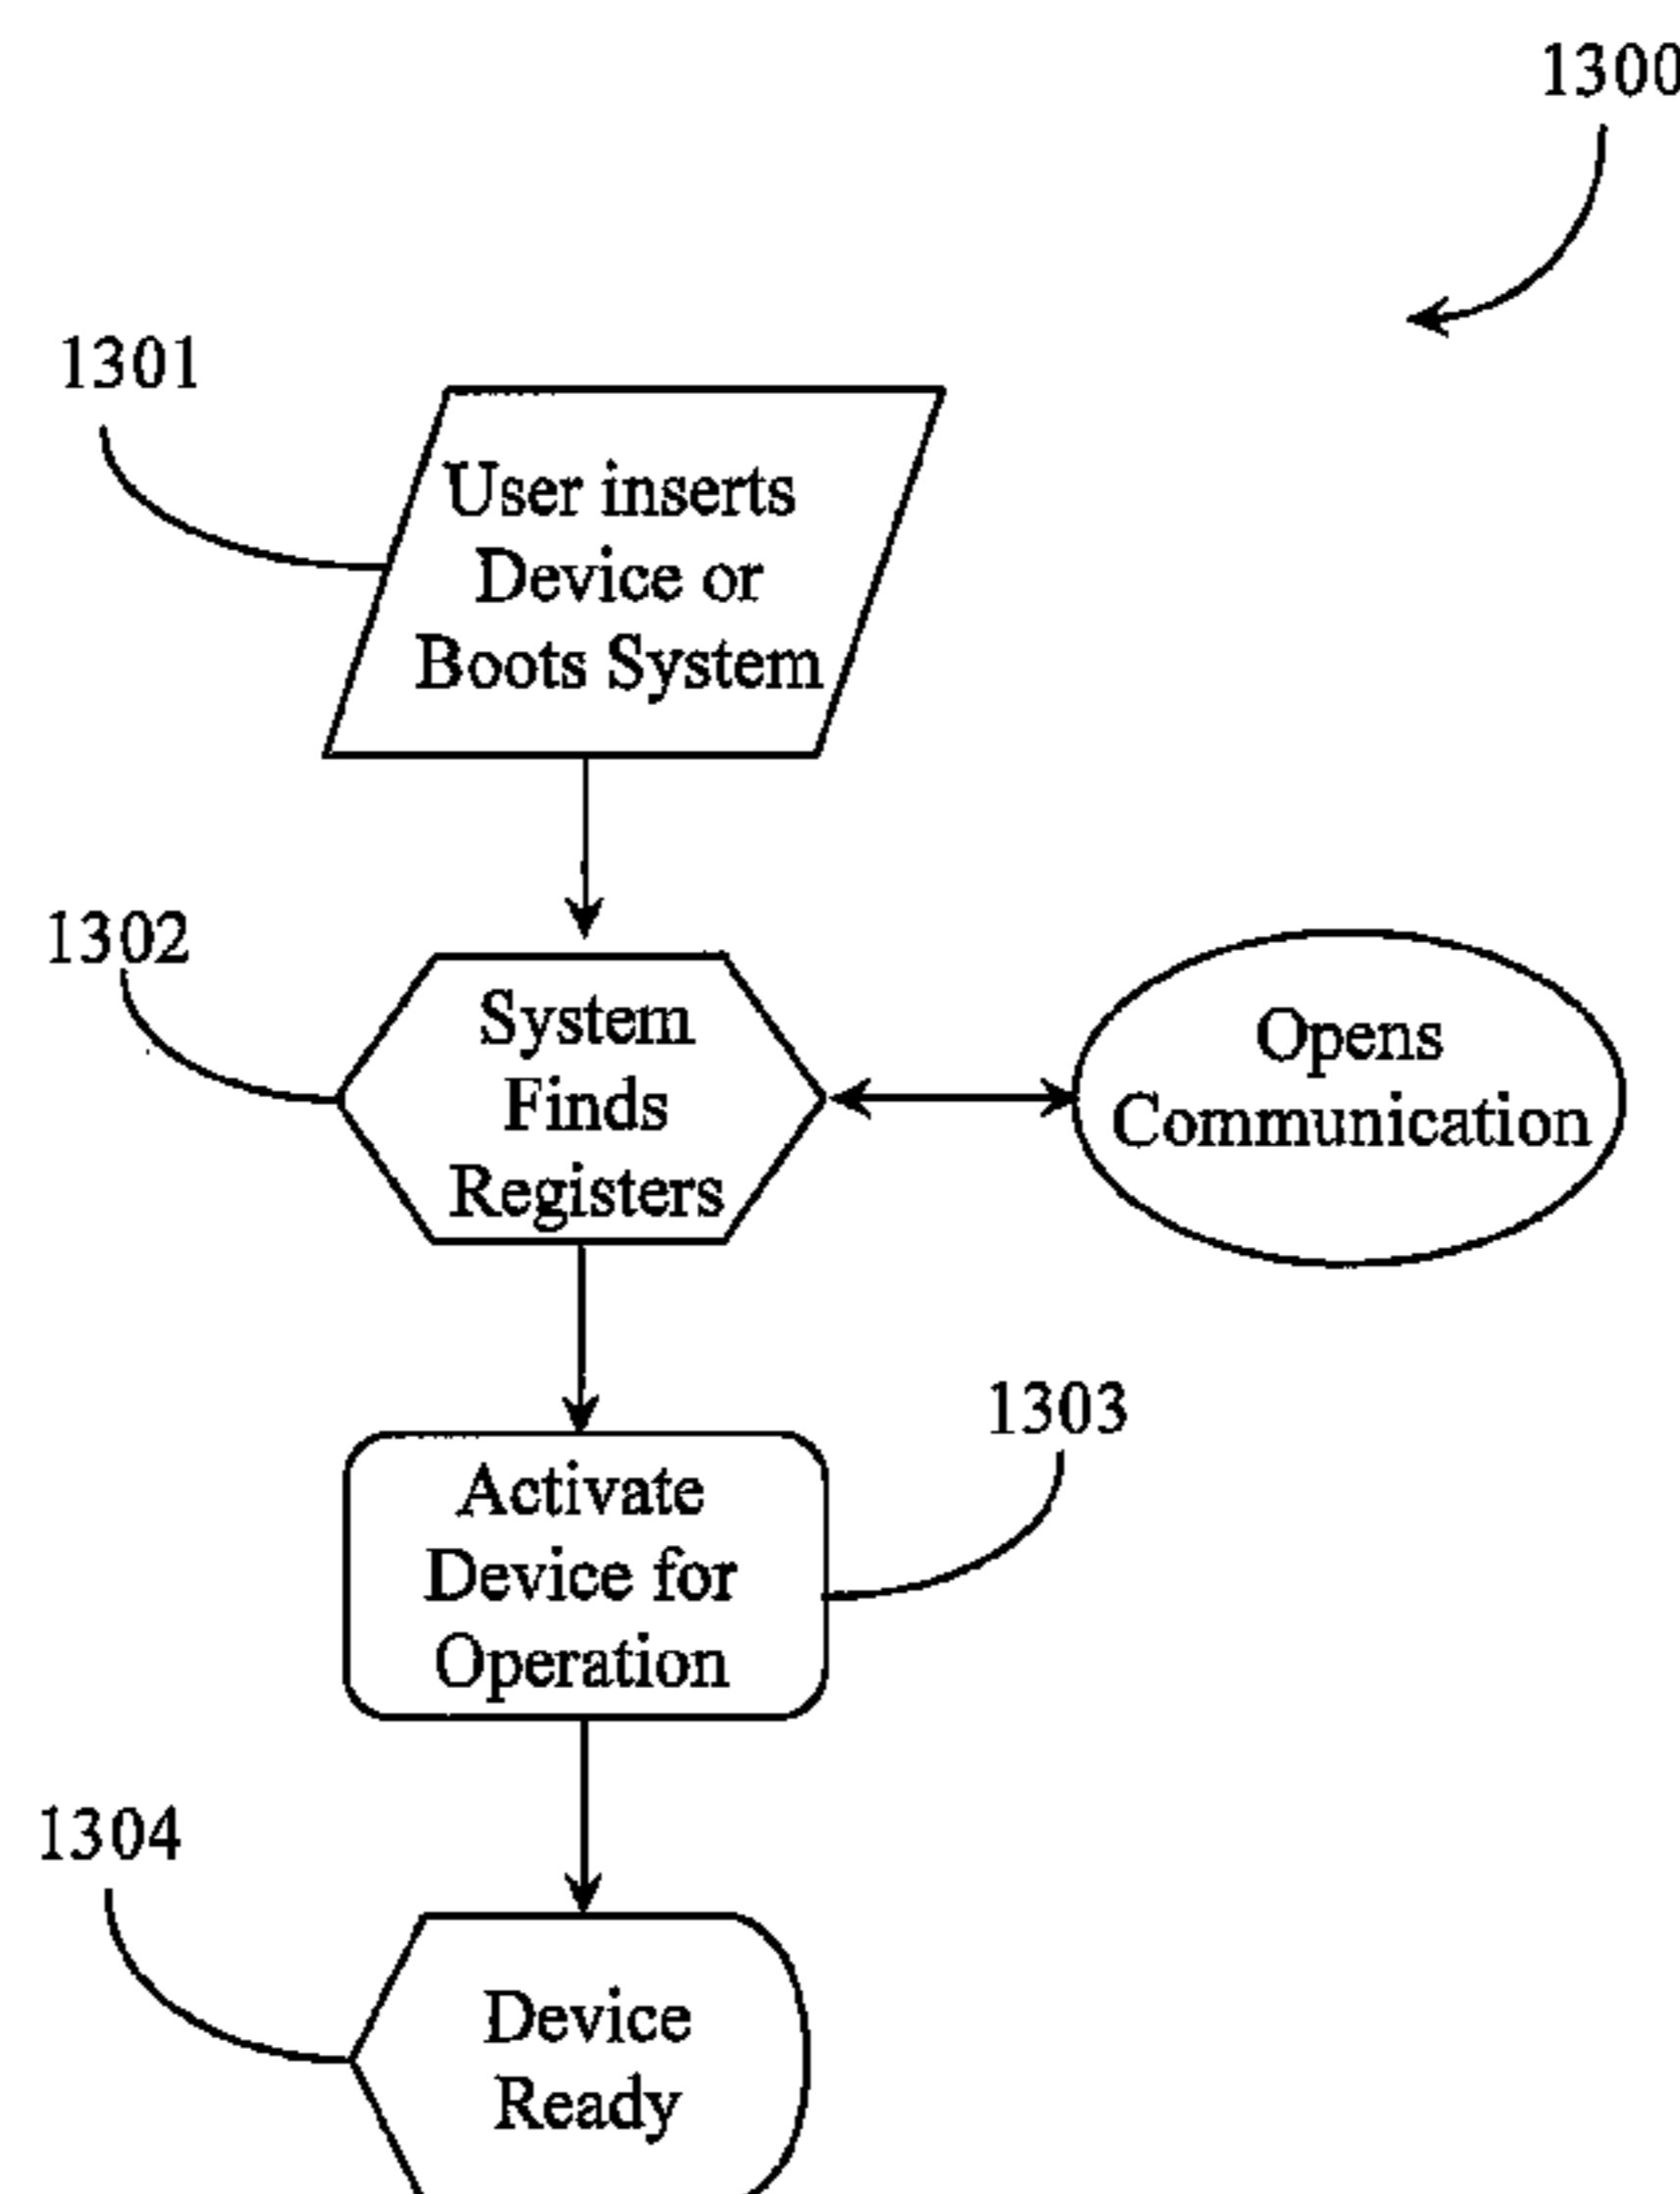 1300
1301
User inserts
Device or
Boots System
1302
System
Finds
Registers
Opens
Communication
1303
Activate
Device for
Operation
1304
Device
Ready